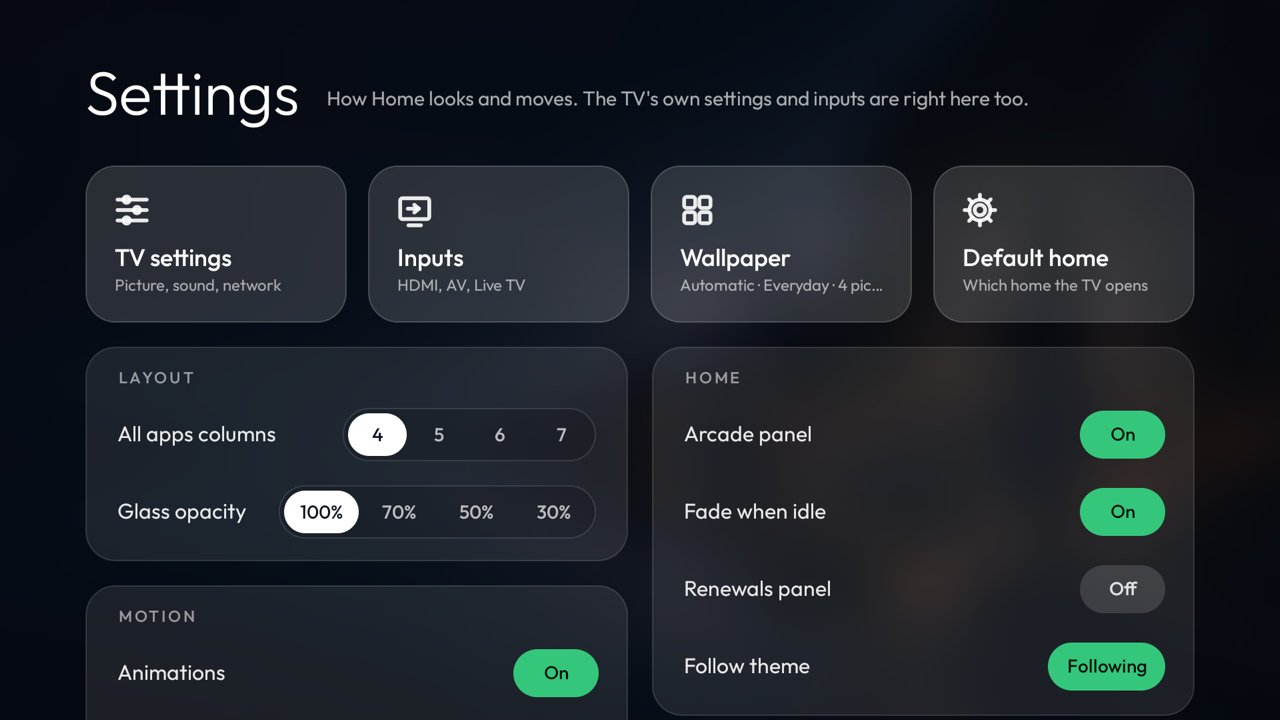 Settings
How Home looks and moves. The TV's own settings and inputs are right here too.
TV settings
Picture, sound, network
Inputs
HDMI, AV, Live TV
Wallpaper
Automatic · Everyday · 4 pic...
Default home
Which home the TV opens
LAYOUT
All apps columns
4 5 6 7
Glass opacity
100% 70% 50% 30%
MOTION
Animations
On
HOME
Arcade panel
On
Fade when idle
On
Renewals panel
Off
Follow theme
Following